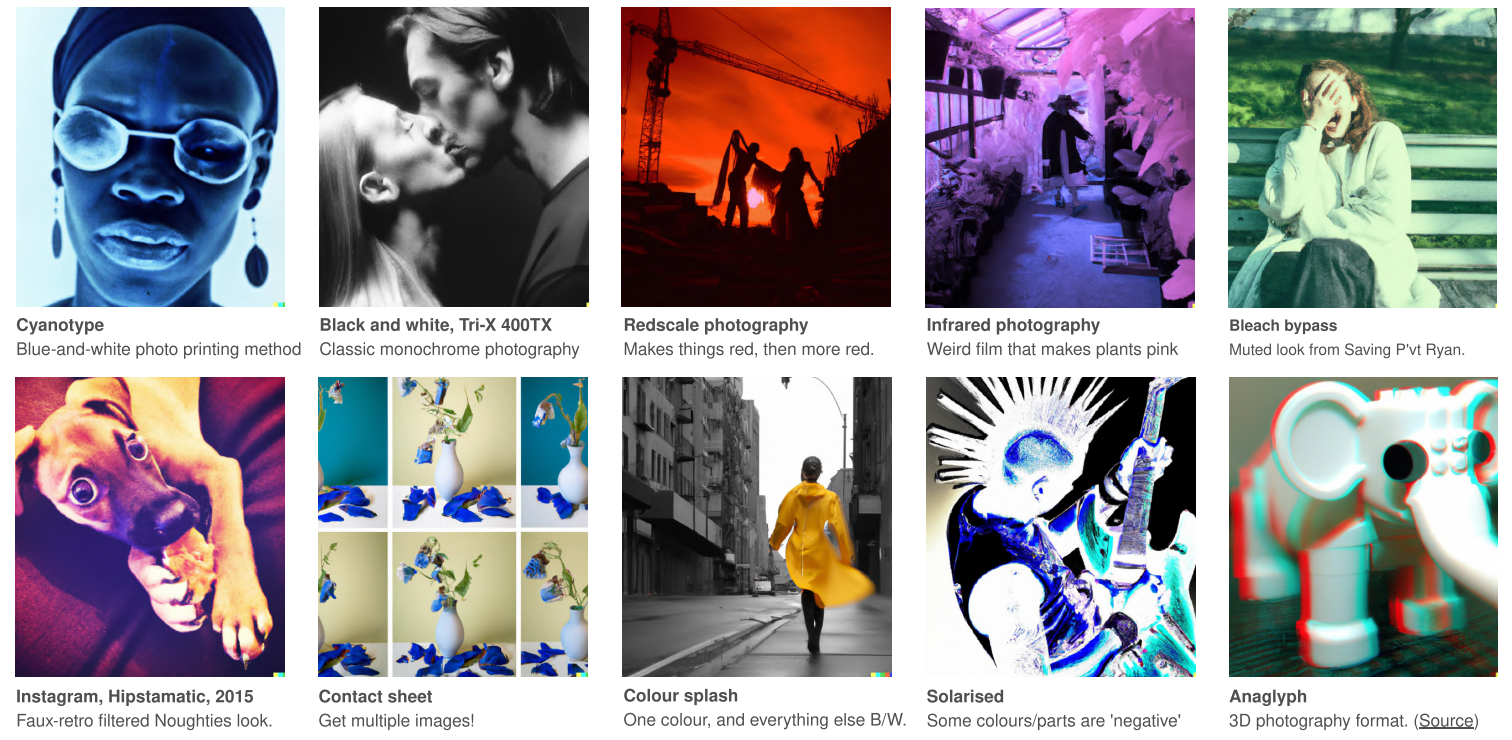 Cyanotype
Blue-and-white photo printing method
Black and white, Tri-X 400TX
Classic monochrome photography
Redscale photography
Makes things red, then more red.
Infrared photography
Weird film that makes plants pink
Bleach bypass
Muted look from Saving P'vt Ryan.
Instagram, Hipstamatic, 2015
Faux-retro filtered Noughties look.
Contact sheet
Get multiple images!
Colour splash
One colour, and everything else B/W.
Solarised
Some colours/parts are 'negative'
Anaglyph
3D photography format. (Source)